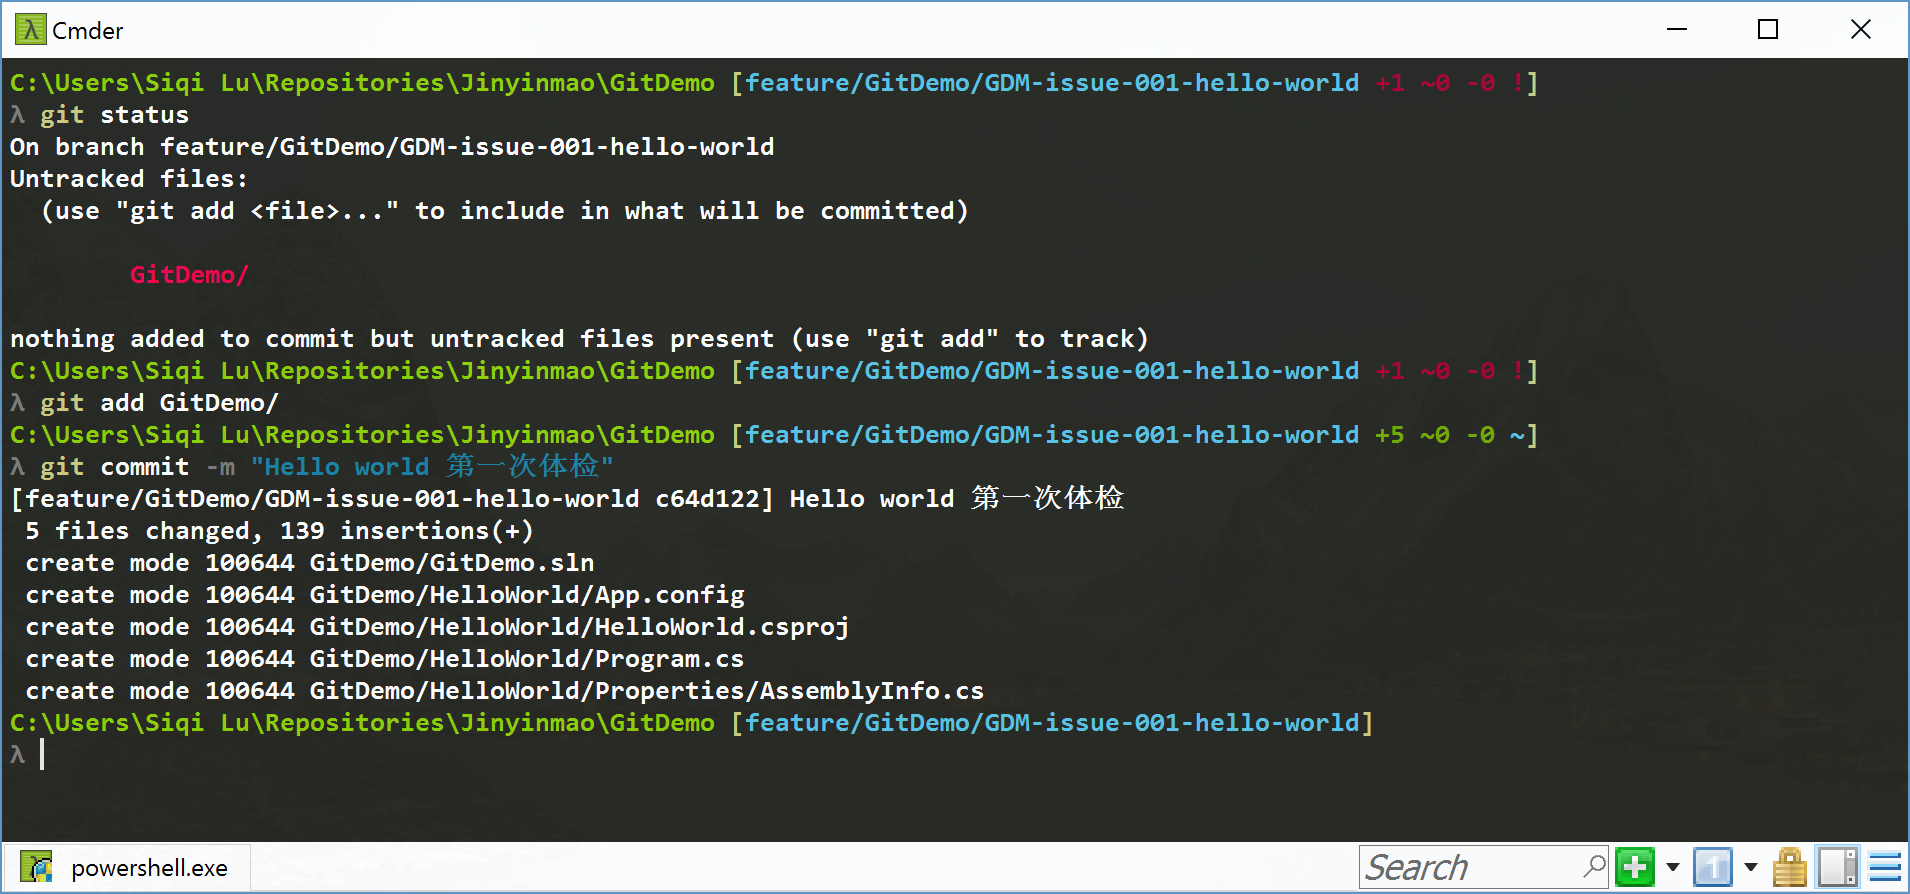 Cmder
C:\Users\Siqi Lu\Repositories\Jinyinmao\GitDemo [feature/GitDemo/GDM-issue-001-hello-world +1 ~0 -0 !]
λ git status
On branch feature/GitDemo/GDM-issue-001-hello-world
Untracked files:
  (use "git add <file>..." to include in what will be committed)
        GitDemo/
nothing added to commit but untracked files present (use "git add" to track)
C:\Users\Siqi Lu\Repositories\Jinyinmao\GitDemo [feature/GitDemo/GDM-issue-001-hello-world +1 ~0 -0 !]
λ git add GitDemo/
C:\Users\Siqi Lu\Repositories\Jinyinmao\GitDemo [feature/GitDemo/GDM-issue-001-hello-world +5 ~0 -0 ~]
λ git commit -m "Hello world 第一次体检"
[feature/GitDemo/GDM-issue-001-hello-world c64d122] Hello world 第一次体检
 5 files changed, 139 insertions(+)
 create mode 100644 GitDemo/GitDemo.sln
 create mode 100644 GitDemo/HelloWorld/App.config
 create mode 100644 GitDemo/HelloWorld/HelloWorld.csproj
 create mode 100644 GitDemo/HelloWorld/Program.cs
 create mode 100644 GitDemo/HelloWorld/Properties/AssemblyInfo.cs
C:\Users\Siqi Lu\Repositories\Jinyinmao\GitDemo [feature/GitDemo/GDM-issue-001-hello-world]
λ
powershell.exe
Search
1